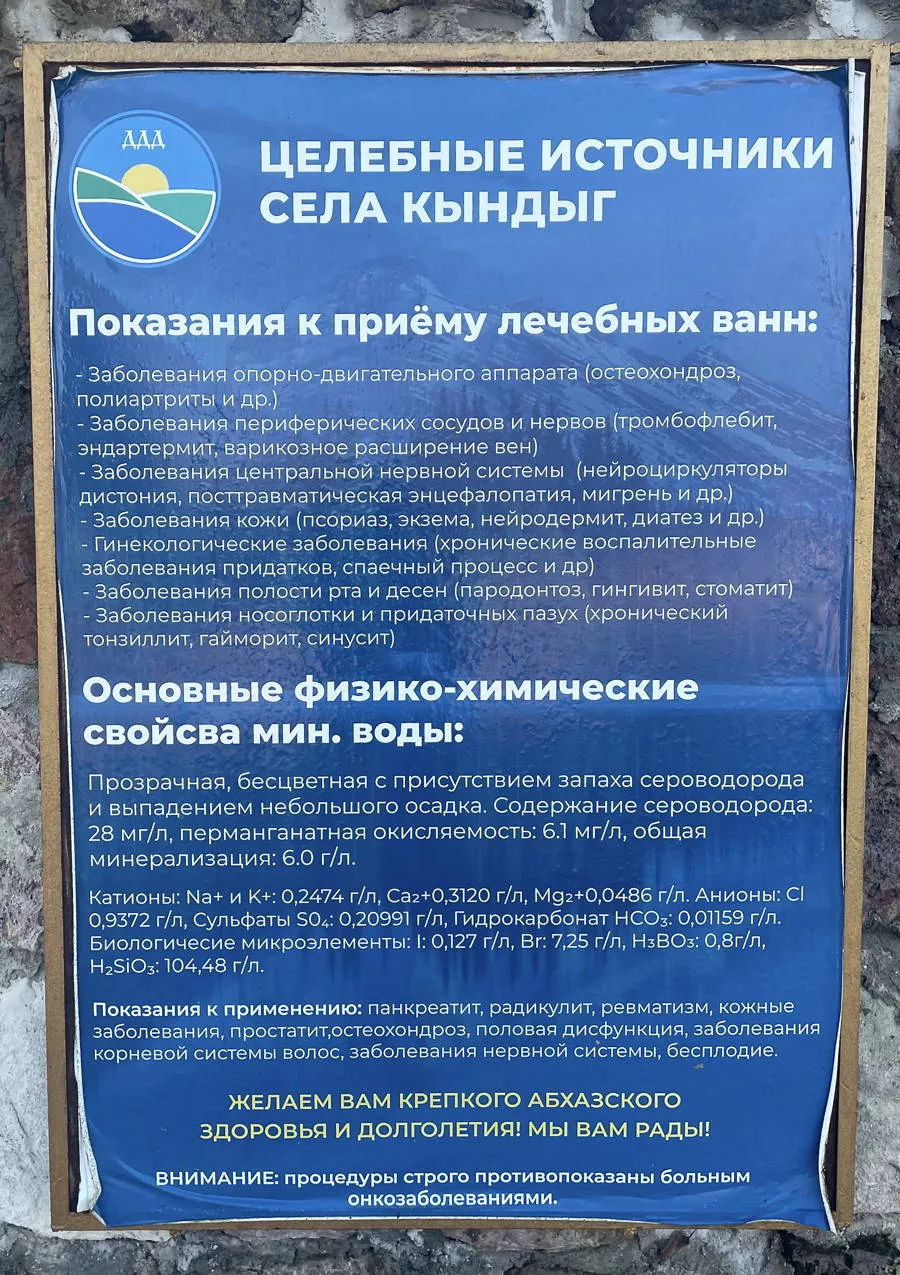 ДДД
ЦЕЛЕБНЫЕ ИСТОЧНИКИ
СЕЛА КЫНДЫГ
Показания к приёму лечебных ванн:
- Заболевания опорно-двигательного аппарата (остеохондроз,
полиартриты и др.)
- Заболевания периферических сосудов и нервов (тромбофлебит,
эндартермит, варикозное расширение вен)
- Заболевания центральной нервной системы (нейроциркуляторы
дистония, посттравматическая энцефалопатия, мигрень и др.)
- Заболевания кожи (псориаз, экзема, нейродермит, диатез и др.)
- Гинекологические заболевания (хронические воспалительные
заболевания придатков, спаечный процесс и др)
- Заболевания полости рта и десен (пародонтоз, гингивит, стоматит)
- Заболевания носоглотки и придаточных пазух (хронический
тонзиллит, гайморит, синусит)
Основные физико-химические
свойсва мин. воды:
Прозрачная, бесцветная с присутствием запаха сероводорода
и выпадением небольшого осадка. Содержание сероводорода:
28 мг/л, перманганатная окисляемость: 6.1 мг/л, общая
минерализация: 6.0 г/л.
Катионы: Na+ и K+: 0,2474 г/л, Ca₂+0,3120 г/л, Mg₂+0,0486 г/л. Анионы: Cl
0,9372 г/л, Сульфаты S0₄: 0,20991 г/л, Гидрокарбонат HCO₃: 0,01159 г/л.
Биологичесие микроэлементы: I: 0,127 г/л, Br: 7,25 г/л, H₃BO₃: 0,8г/л,
H₂SiO₃: 104,48 г/л.
Показания к применению: панкреатит, радикулит, ревматизм, кожные
заболевания, простатит,остеохондроз, половая дисфункция, заболевания
корневой системы волос, заболевания нервной системы, бесплодие.
ЖЕЛАЕМ ВАМ КРЕПКОГО АБХАЗСКОГО
ЗДОРОВЬЯ И ДОЛГОЛЕТИЯ! МЫ ВАМ РАДЫ!
ВНИМАНИЕ: процедуры строго противопоказаны больным
онкозаболеваниями.